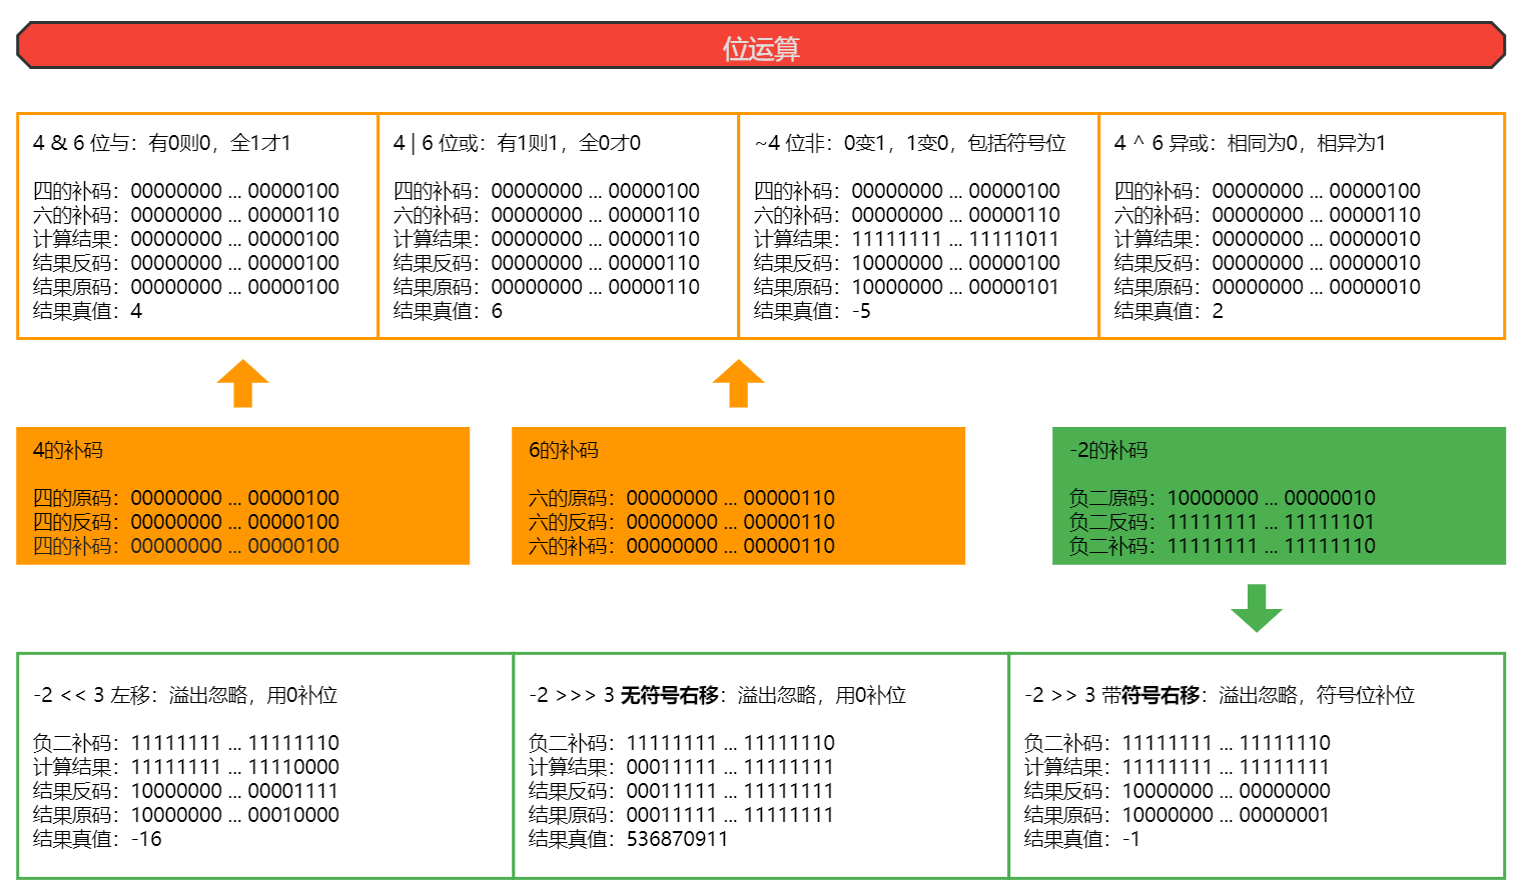 位运算
4 & 6 位与：有0则0，全1才1
四的补码：00000000 ... 00000100
六的补码：00000000 ... 00000110
计算结果：00000000 ... 00000100
结果反码：00000000 ... 00000100
结果原码：00000000 ... 00000100
结果真值：4
4 | 6 位或：有1则1，全0才0
四的补码：00000000 ... 00000100
六的补码：00000000 ... 00000110
计算结果：00000000 ... 00000110
结果反码：00000000 ... 00000110
结果原码：00000000 ... 00000110
结果真值：6
~4 位非：0变1，1变0，包括符号位
四的补码：00000000 ... 00000100
六的补码：00000000 ... 00000110
计算结果：11111111 ... 11111011
结果反码：10000000 ... 00000100
结果原码：10000000 ... 00000101
结果真值：-5
4 ^ 6 异或：相同为0，相异为1
四的补码：00000000 ... 00000100
六的补码：00000000 ... 00000110
计算结果：00000000 ... 00000010
结果反码：00000000 ... 00000010
结果原码：00000000 ... 00000010
结果真值：2
4的补码
四的原码：00000000 ... 00000100
四的反码：00000000 ... 00000100
四的补码：00000000 ... 00000100
6的补码
六的原码：00000000 ... 00000110
六的反码：00000000 ... 00000110
六的补码：00000000 ... 00000110
-2的补码
负二原码：10000000 ... 00000010
负二反码：11111111 ... 11111101
负二补码：11111111 ... 11111110
-2 << 3 左移：溢出忽略，用0补位
负二补码：11111111 ... 11111110
计算结果：11111111 ... 11110000
结果反码：10000000 ... 00001111
结果原码：10000000 ... 00010000
结果真值：-16
-2 >>> 3 无符号右移：溢出忽略，用0补位
负二补码：11111111 ... 11111110
计算结果：00011111 ... 11111111
结果反码：00011111 ... 11111111
结果原码：00011111 ... 11111111
结果真值：536870911
-2 >> 3 带符号右移：溢出忽略，符号位补位
负二补码：11111111 ... 11111110
计算结果：11111111 ... 11111111
结果反码：10000000 ... 00000000
结果原码：10000000 ... 00000001
结果真值：-1